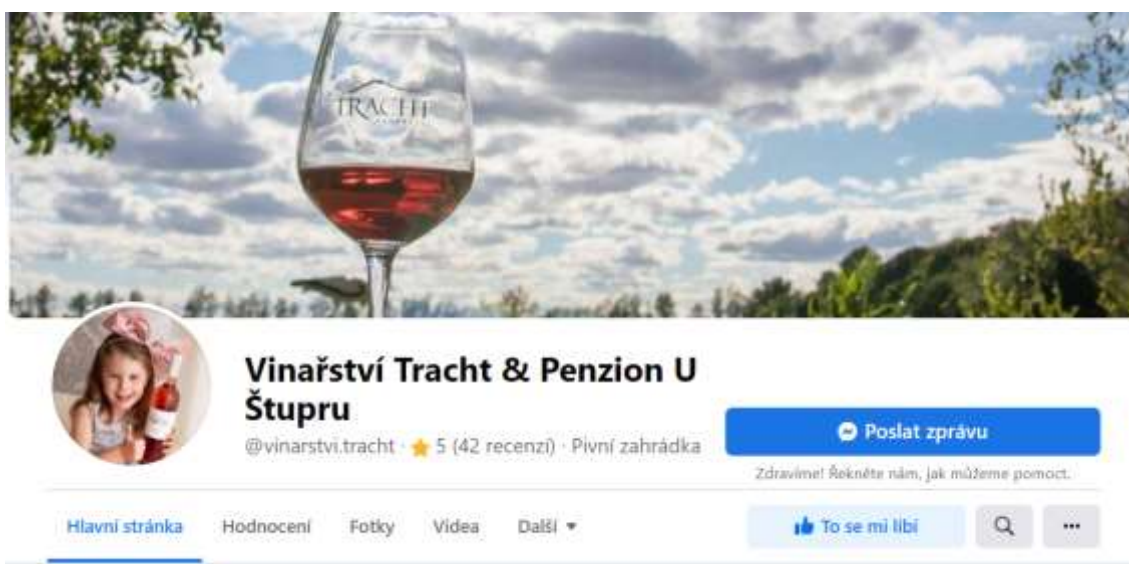 TRACHT
Vinařství Tracht & Penzion U
Štupru
@vinarstvi.tracht · 5 (42 recenzí) · Pivní zahrádka
Poslat zprávu
Zdravíme! Řekněte nám, jak můžeme pomoct.
Hlavní stránka Hodnocení Fotky Videa Další
To se mi líbí